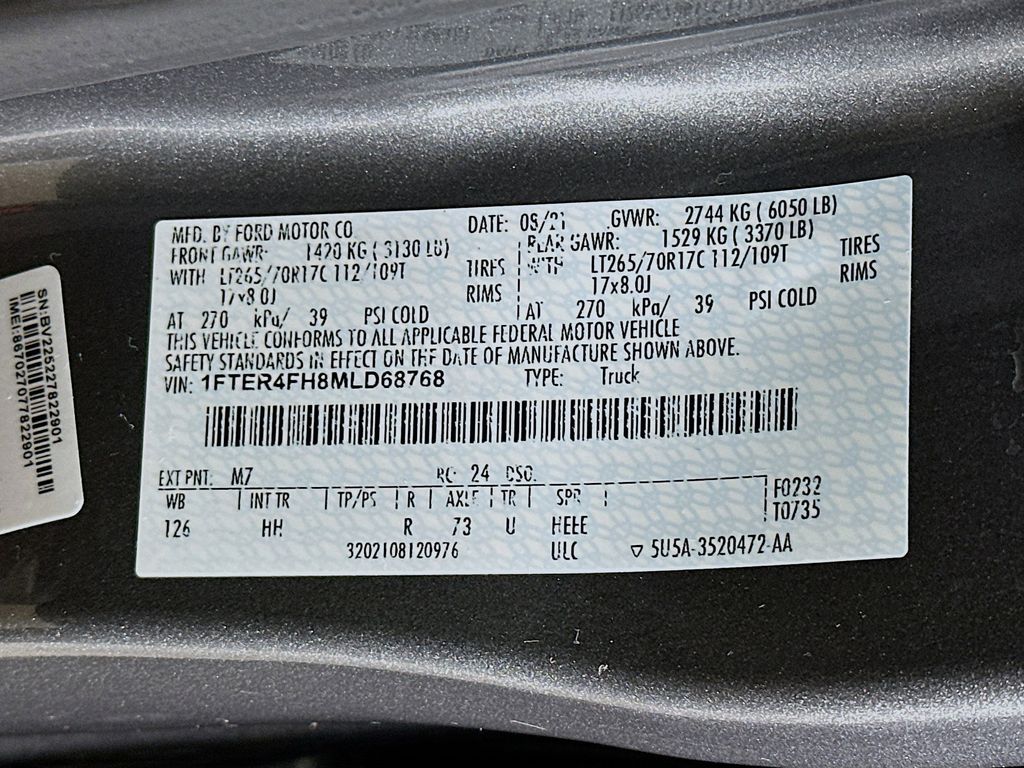 MFD. BY FORD MOTOR CO. DATE: 08/21 GVWR: 2744 KG ( 6050 LB)
FRONT GAWR: 1420 KG ( 3130 LB) REAR GAWR: 1529 KG ( 3370 LB)
WITH LT265/70R17C 112/109T TIRES WITH LT265/70R17C 112/109T TIRES
17x8.0J RIMS 17x8.0J RIMS
AT 270 kPa/ 39 PSI COLD AT 270 kPa/ 39 PSI COLD
THIS VEHICLE CONFORMS TO ALL APPLICABLE FEDERAL MOTOR VEHICLE
SAFETY STANDARDS IN EFFECT ON THE DATE OF MANUFACTURE SHOWN ABOVE.
VIN: 1FTER4FH8MLD68768 TYPE: Truck
EXT PNT: M7 RC: 24 DSO:
WB INT TR TP/PS R AXLE TR SPR F0232
126 HH R 73 U HEEE T0735
3202108120976 ULC ▽ 5U5A-3520472-AA
SN:BV225227822901
IMEI:867027077822901